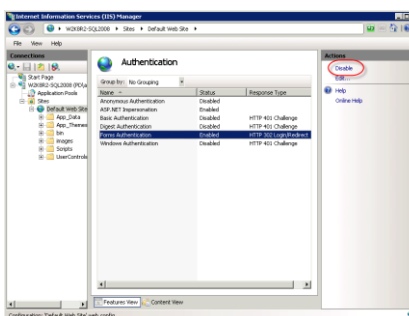 Internet Information Services (IIS) Manager
W2K8R2-SQL2008 ▸ Sites ▸ Default Web Site ▸
File View Help
Connections
Start Page
W2K8R2-SQL2008
Application Pools
Sites
Default Web Site
App_Data
App_Themes
bin
images
Scripts
UserControls
Authentication
Group by: No Grouping
Name Status Response Type
Anonymous Authentication Disabled
ASP.NET Impersonation Disabled
Basic Authentication Disabled HTTP 401 Challenge
Digest Authentication Disabled HTTP 401 Challenge
Forms Authentication Enabled HTTP 302 Login/Redirect
Windows Authentication Disabled HTTP 401 Challenge
Features View Content View
Actions
Disable
Edit...
Help
Online Help
Configuration: 'Default Web Site' web.config